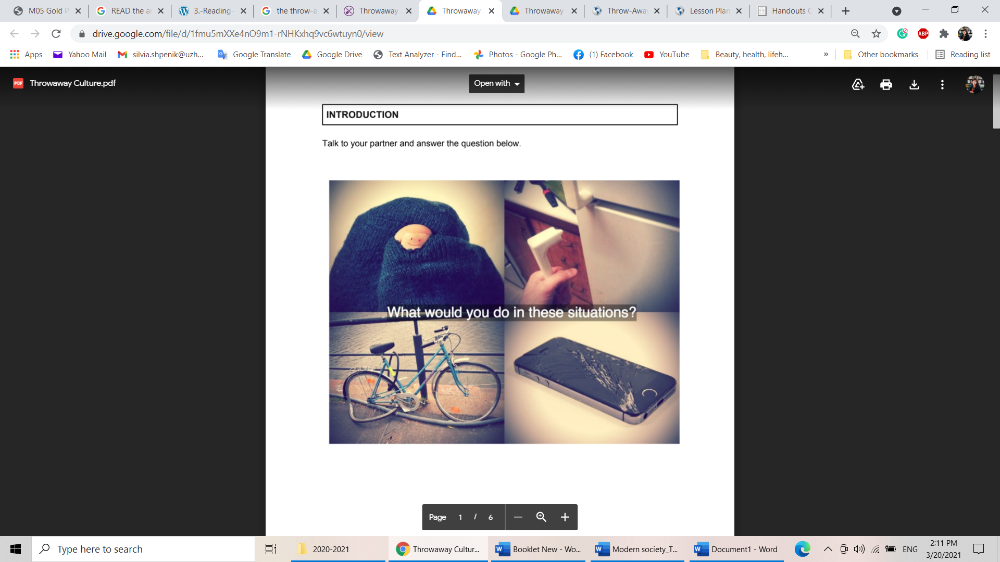 M05 Gold P
READ the a
3.-Reading-
the throw-a
Throwaway
Throwaway
Throwaway
Throw-Awa
Lesson Plan
Handouts C
drive.google.com/file/d/1fmu5mXXe4nO9m1-rNHKxhq9vc6wtuyn0/view
ABP
Apps
Yahoo Mail
silvia.shpenik@uzh...
Google Translate
Google Drive
Text Analyzer - Find...
Photos - Google Ph...
(1) Facebook
YouTube
Beauty, health, lifeh...
»
Other bookmarks
Reading list
PDF
Throwaway Culture.pdf
Open with
INTRODUCTION
Talk to your partner and answer the question below.
What would you do in these situations?
Page 1 / 6
Type here to search
2020-2021
Throwaway Cultur...
Booklet New - Wo...
Modern society_T...
Document1 - Word
ENG
2:11 PM
3/20/2021